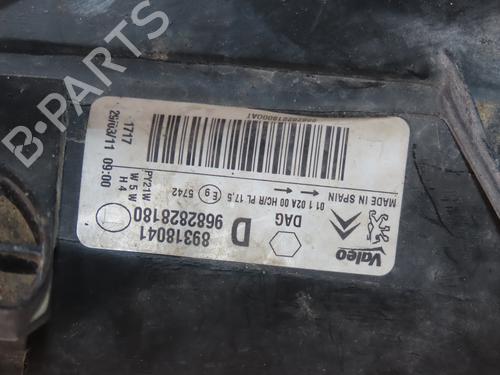 Valeo
89318041
D 9682828180
DAG
PY21W
W5W
H4
E9 5742
01 1 02A 00 HC/R PL 17,5
MADE IN SPAIN
1717
29/03/11 09:00
B-PARTS